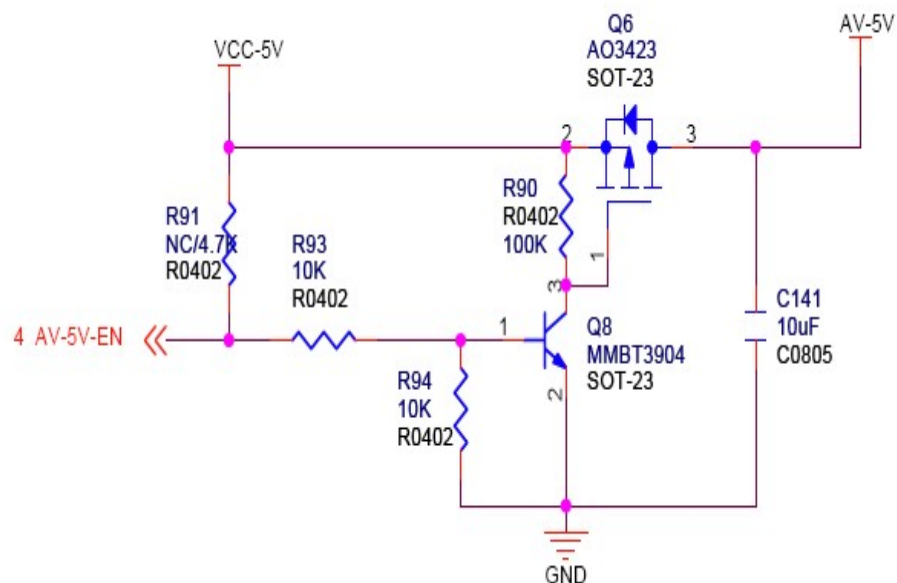 Q6
AO3423
SOT-23
AV-5V
VCC-5V
2
3
R90
R0402
100K
1
R91
NC/4.7K
R0402
R93
10K
R0402
3
C141
10uF
C0805
4 AV-5V-EN
1
Q8
MMBT3904
SOT-23
2
R94
10K
R0402
GND